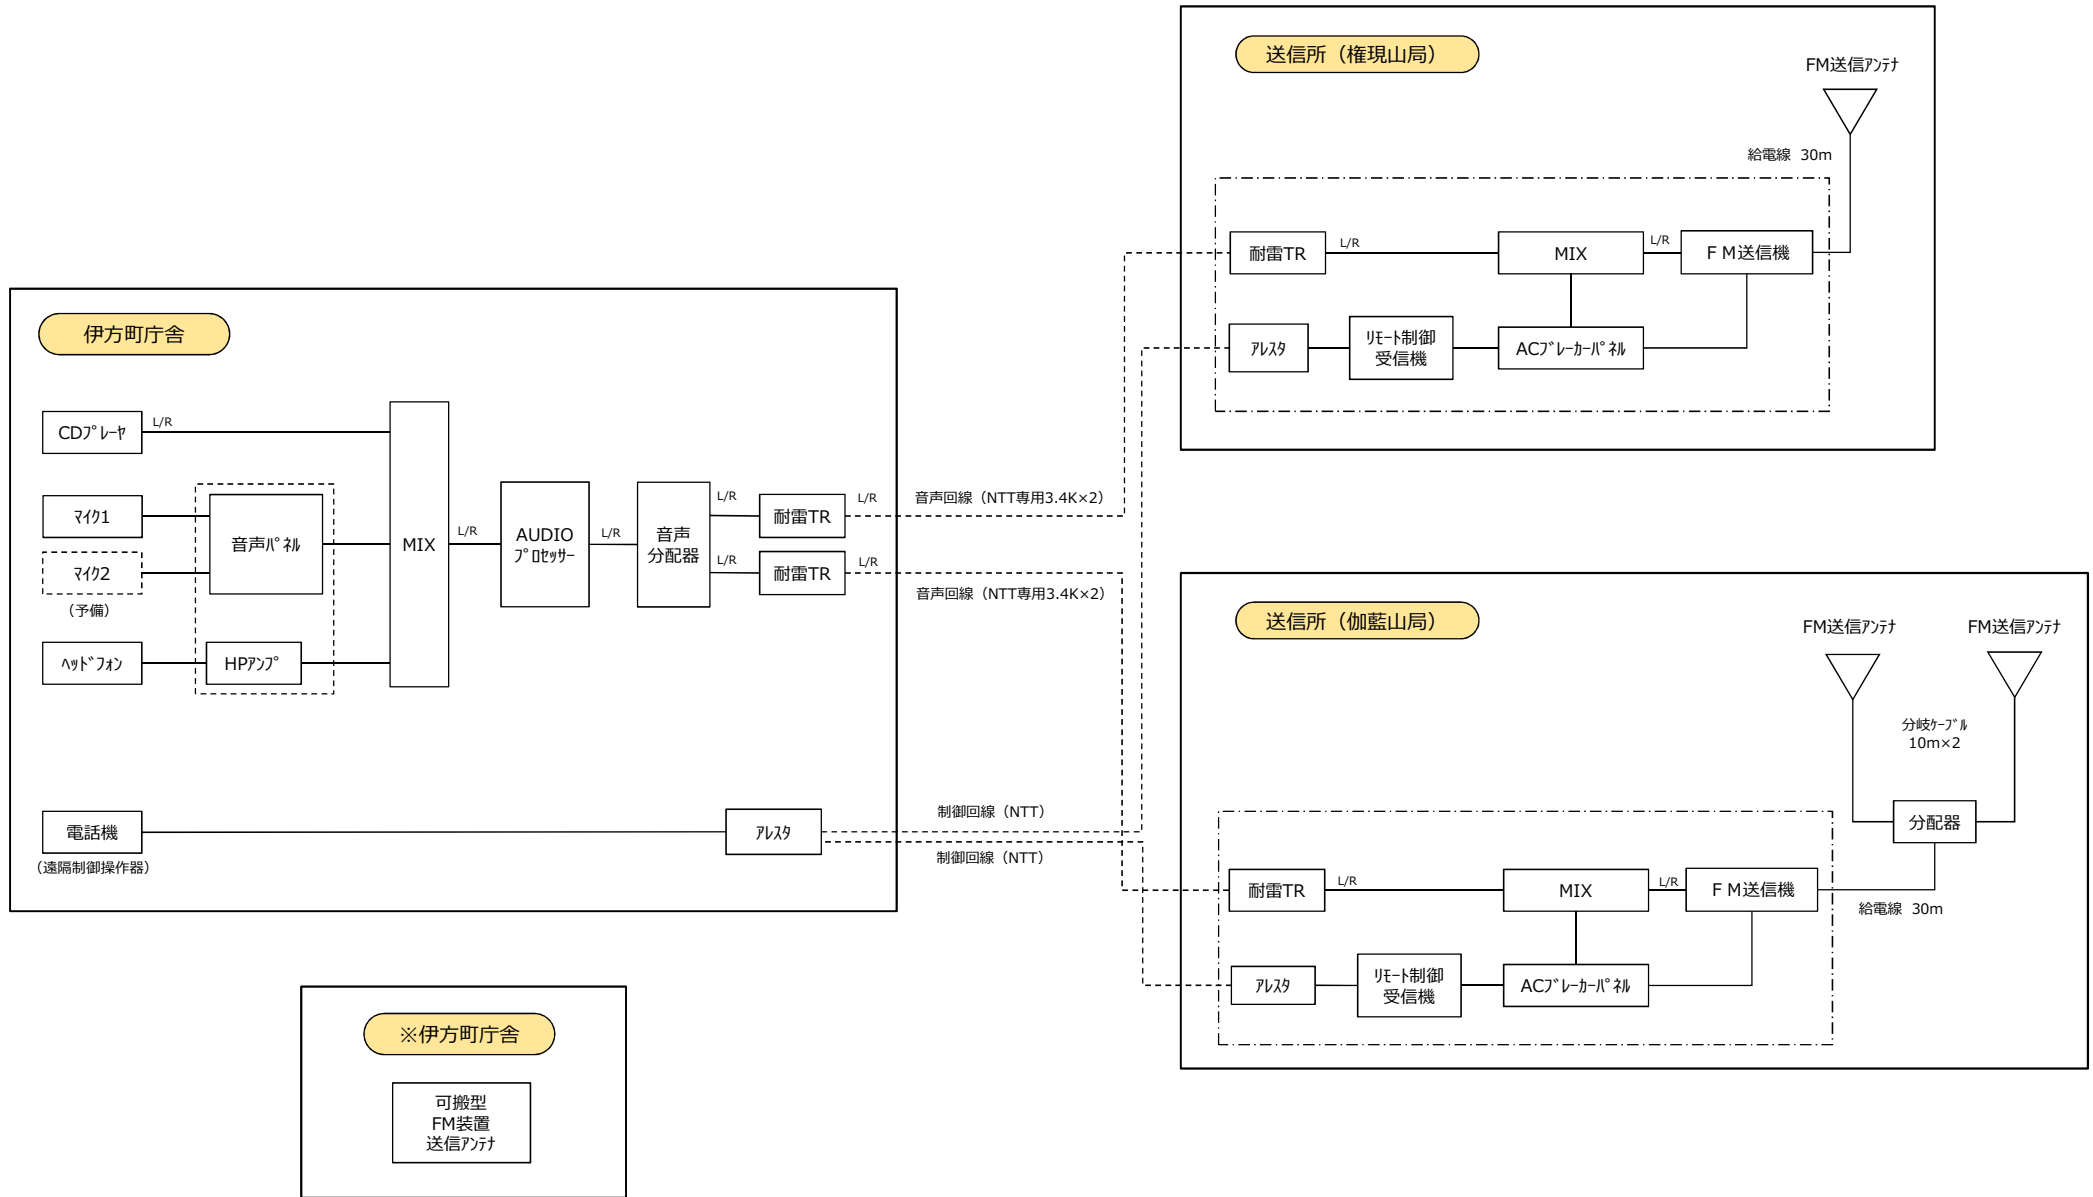 送信所（権現山局）
FM送信ｱﾝﾃﾅ
給電線 30m
耐雷TR
L/R
MIX
L/R
ＦＭ送信機
ｱﾚｽﾀ
ﾘﾓｰﾄ制御
受信機
ACﾌﾞﾚｰｶｰﾊﾟﾈﾙ
伊方町庁舎
CDﾌﾟﾚｰﾔ
L/R
ﾏｲｸ1
ﾏｲｸ2
（予備）
音声ﾊﾟﾈﾙ
ﾍｯﾄﾞﾌｫﾝ
HPｱﾝﾌﾟ
MIX
L/R
AUDIO
ﾌﾟﾛｾｯｻｰ
L/R
音声
分配器
L/R
耐雷TR
L/R
L/R
耐雷TR
L/R
音声回線（NTT専用3.4K×2）
音声回線（NTT専用3.4K×2）
電話機
（遠隔制御操作器）
ｱﾚｽﾀ
制御回線（NTT）
制御回線（NTT）
送信所（伽藍山局）
FM送信ｱﾝﾃﾅ
FM送信ｱﾝﾃﾅ
分岐ｹｰﾌﾞﾙ
10m×2
分配器
耐雷TR
L/R
MIX
L/R
ＦＭ送信機
給電線 30m
ｱﾚｽﾀ
ﾘﾓｰﾄ制御
受信機
ACﾌﾞﾚｰｶｰﾊﾟﾈﾙ
※伊方町庁舎
可搬型
FM装置
送信ｱﾝﾃﾅ